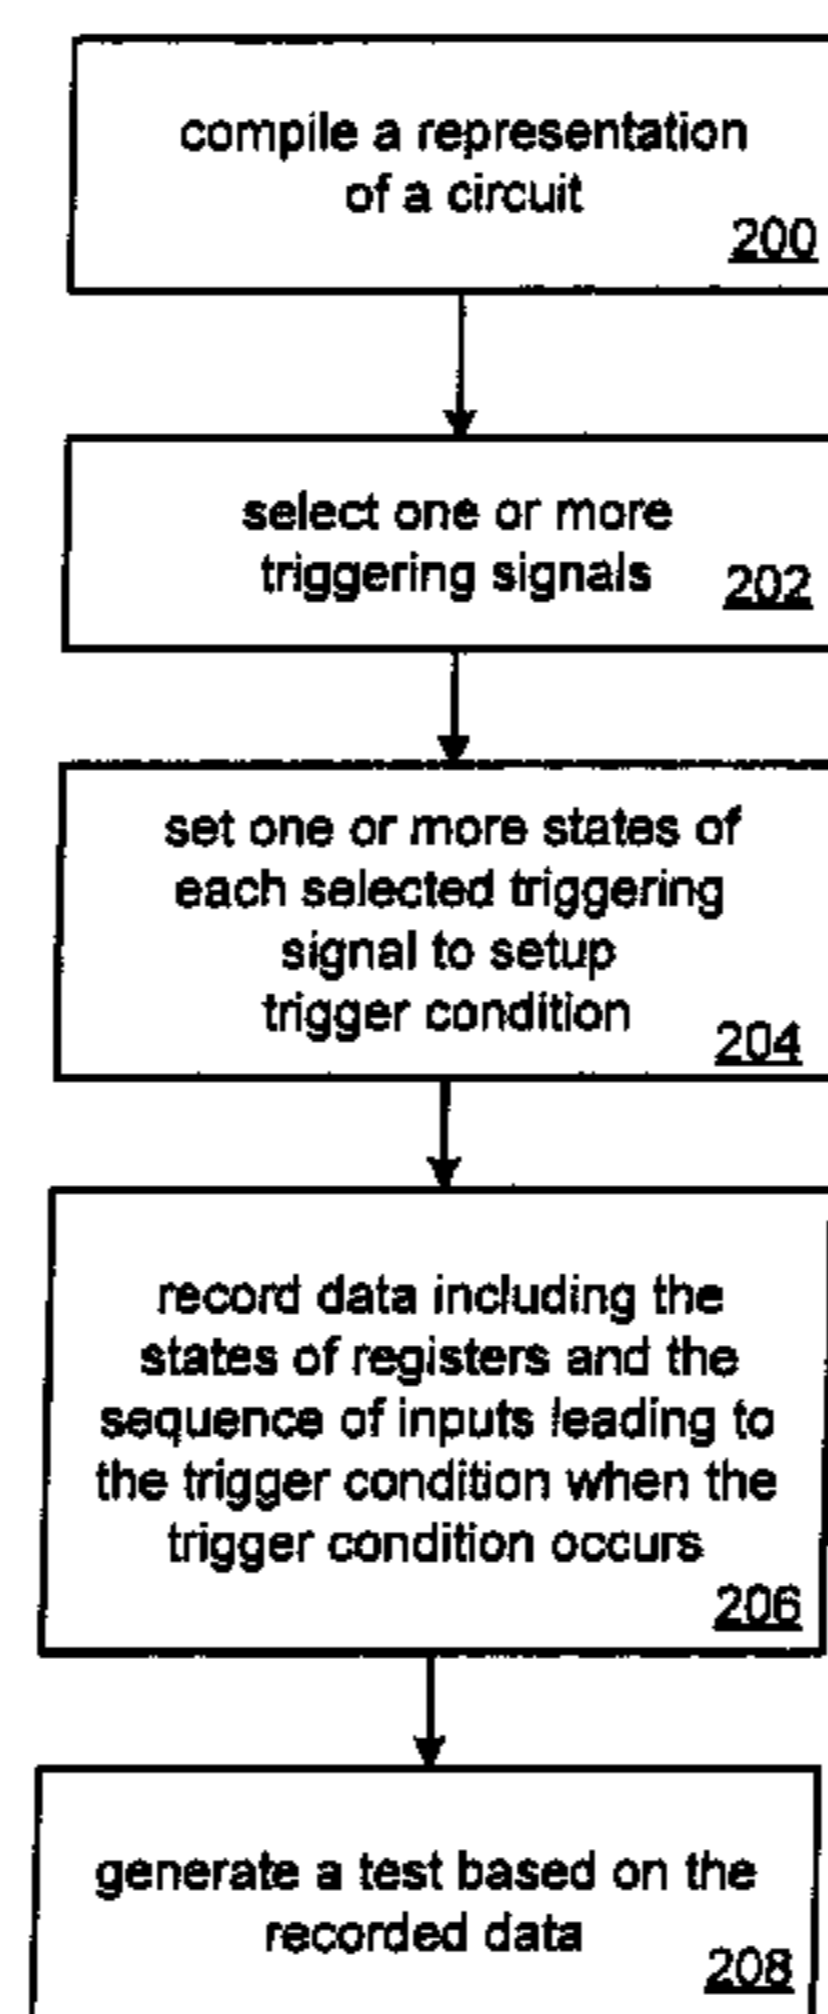 compile a representation
of a circuit
200
select one or more
triggering signals
202
set one or more states of
each selected triggering
signal to setup
trigger condition
204
record data including the
states of registers and the
sequence of inputs leading to
the trigger condition when the
trigger condition occurs
206
generate a test based on the
recorded data
208